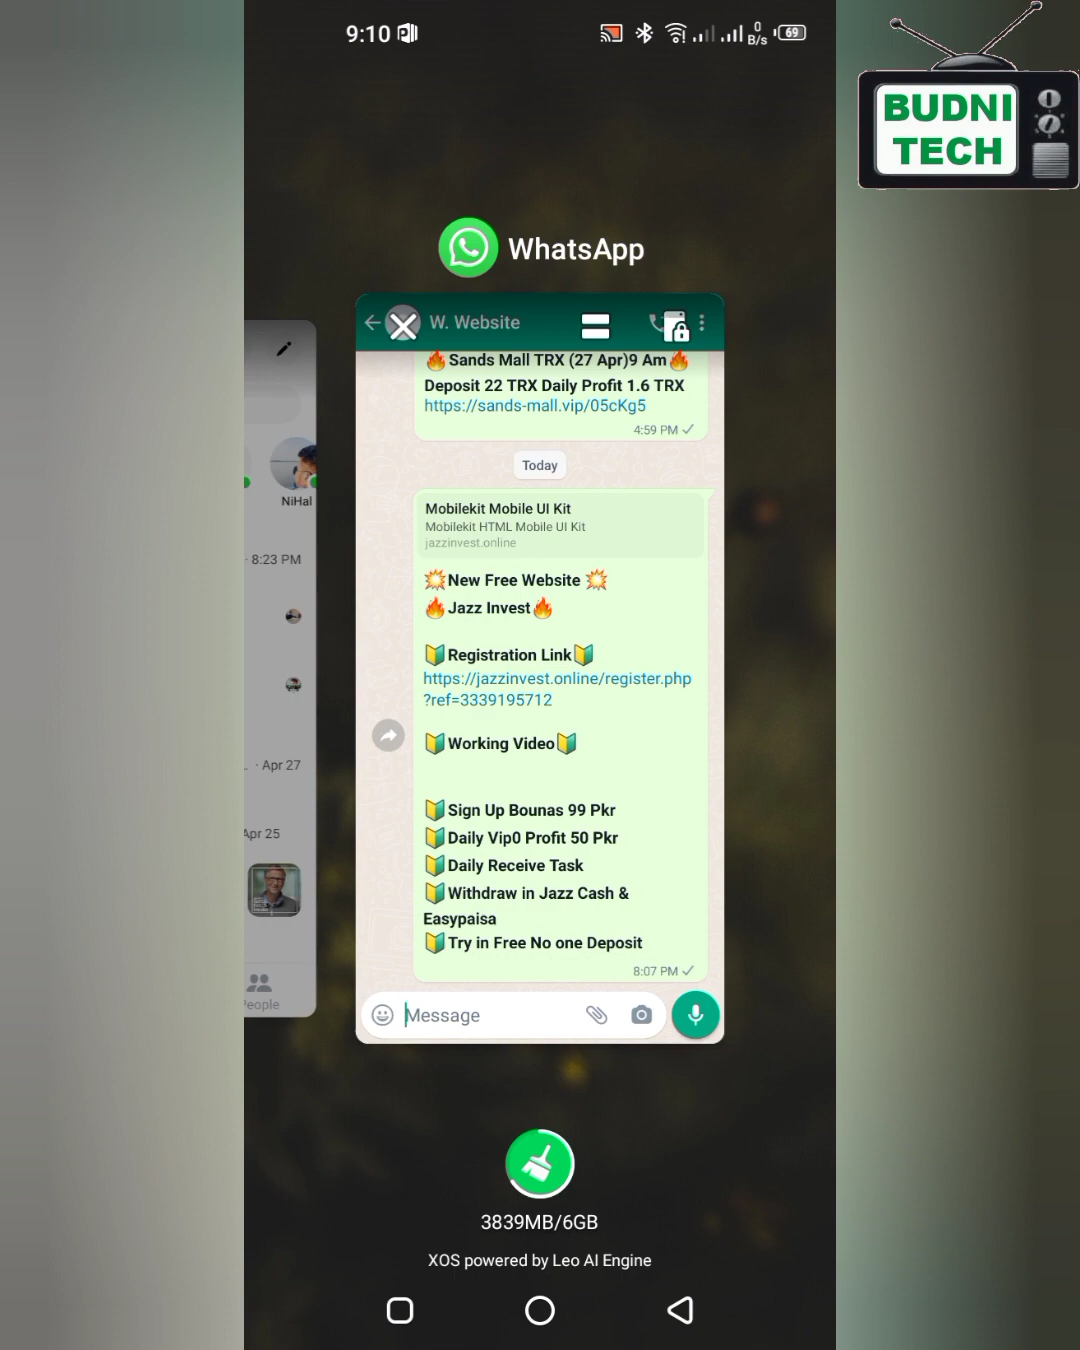 9:10
0
B/s
69
BUDNI
TECH
WhatsApp
W. Website
🔥Sands Mall TRX (27 Apr)9 Am🔥
Deposit 22 TRX Daily Profit 1.6 TRX
https://sands-mall.vip/05cKg5
4:59 PM
Today
Mobilekit Mobile UI Kit
Mobilekit HTML Mobile UI Kit
jazzinvest.online
💥New Free Website 💥
🔥Jazz Invest🔥
🔰Registration Link🔰
https://jazzinvest.online/register.php
?ref=3339195712
🔰Working Video🔰
🔰Sign Up Bounas 99 Pkr
🔰Daily Vip0 Profit 50 Pkr
🔰Daily Receive Task
🔰Withdraw in Jazz Cash &
Easypaisa
🔰Try in Free No one Deposit
8:07 PM
Message
NiHal
· 8:23 PM
· Apr 27
Apr 25
People
3839MB/6GB
XOS powered by Leo AI Engine